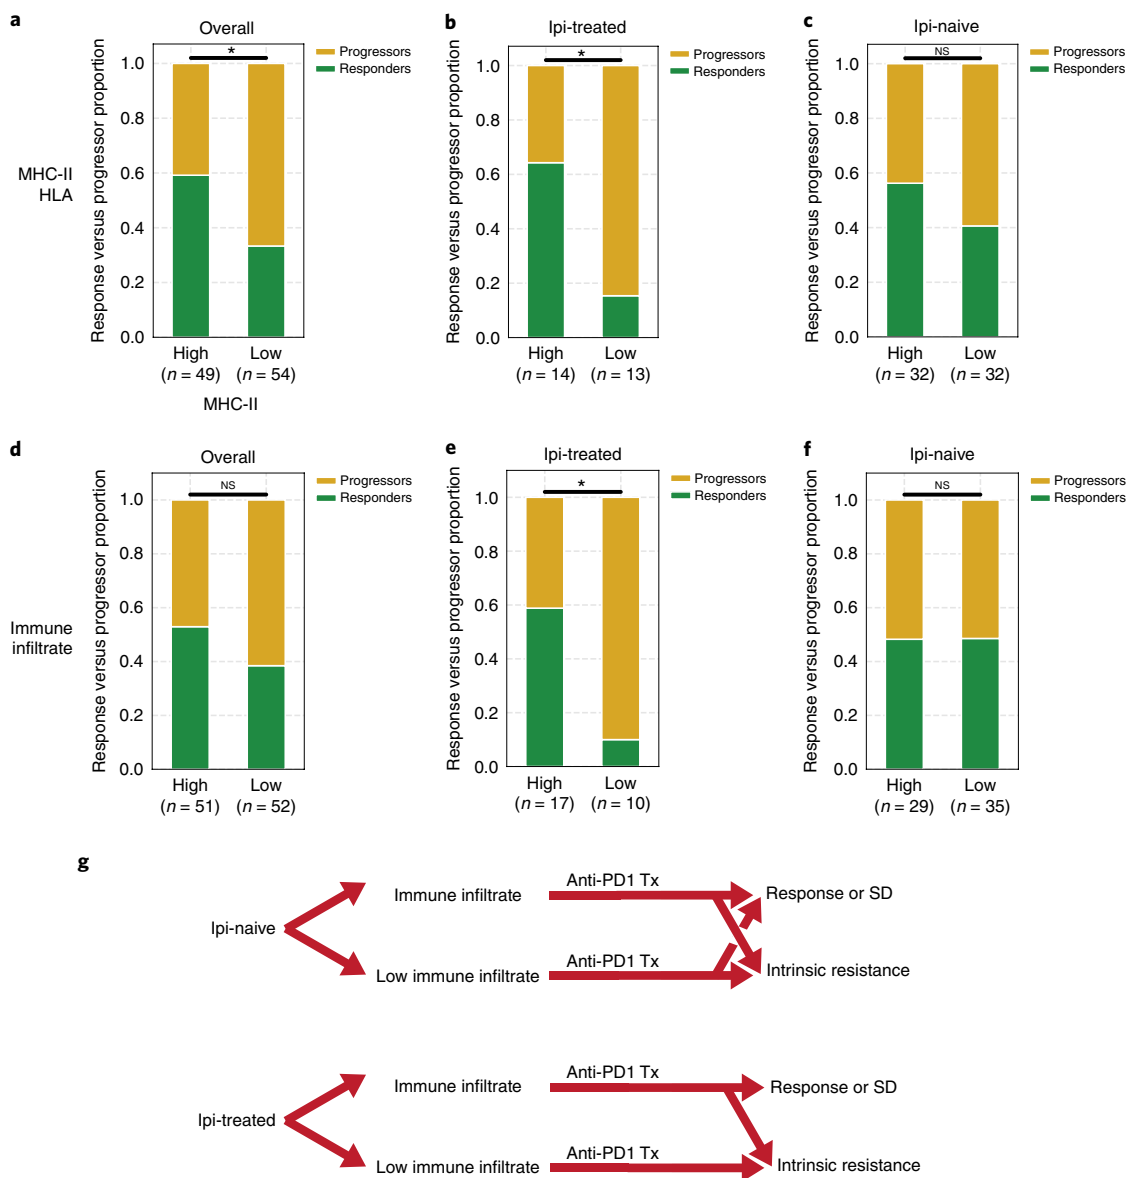 a
Overall
Progressors
Responders
*
Response versus progressor proportion
1.0
0.8
0.6
0.4
0.2
0.0
MHC-II
HLA
High
(n = 49)
Low
(n = 54)
MHC-II
b
Ipi-treated
Progressors
Responders
*
Response versus progressor proportion
1.0
0.8
0.6
0.4
0.2
0.0
High
(n = 14)
Low
(n = 13)
c
Ipi-naive
Progressors
Responders
NS
Response versus progressor proportion
1.0
0.8
0.6
0.4
0.2
0.0
High
(n = 32)
Low
(n = 32)
d
Overall
Progressors
Responders
NS
Response versus progressor proportion
1.0
0.8
0.6
0.4
0.2
0.0
Immune
infiltrate
High
(n = 51)
Low
(n = 52)
e
Ipi-treated
Progressors
Responders
*
Response versus progressor proportion
1.0
0.8
0.6
0.4
0.2
0.0
High
(n = 17)
Low
(n = 10)
f
Ipi-naive
Progressors
Responders
NS
Response versus progressor proportion
1.0
0.8
0.6
0.4
0.2
0.0
High
(n = 29)
Low
(n = 35)
g
Ipi-naive
Immune infiltrate
Anti-PD1 Tx
Response or SD
Low immune infiltrate
Anti-PD1 Tx
Intrinsic resistance
Ipi-treated
Immune infiltrate
Anti-PD1 Tx
Response or SD
Low immune infiltrate
Anti-PD1 Tx
Intrinsic resistance